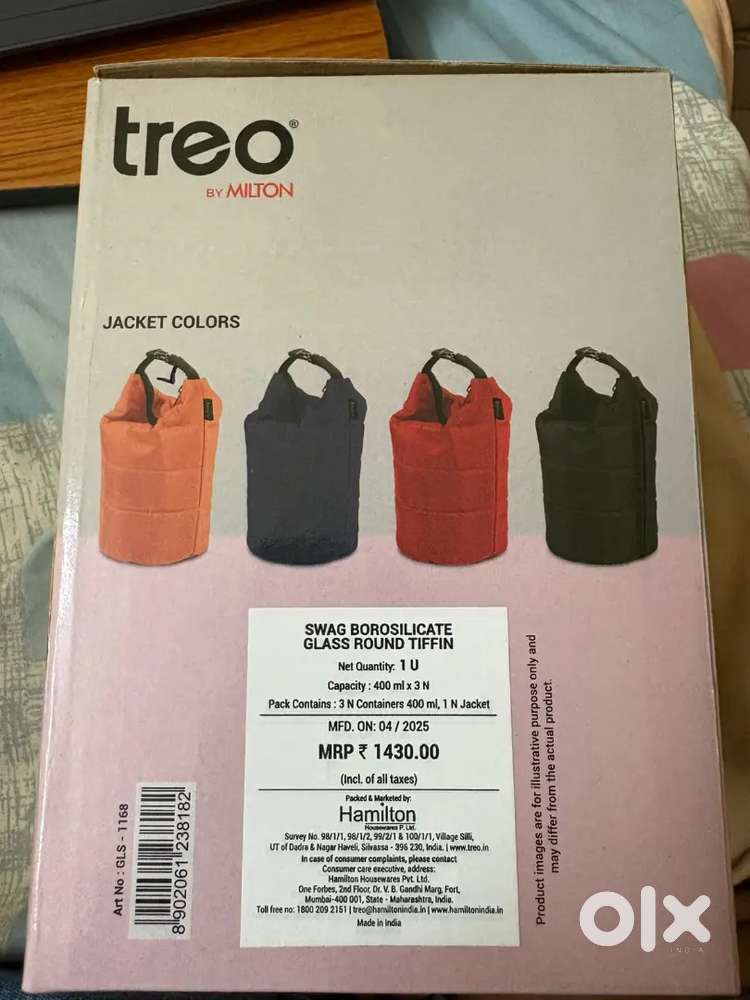 treo®
BY MILTON
JACKET COLORS
SWAG BOROSILICATE
GLASS ROUND TIFFIN
Net Quantity: 1 U
Capacity : 400 ml x 3 N
Pack Contains : 3 N Containers 400 ml, 1 N Jacket
MFD. ON: 04 / 2025
MRP ₹ 1430.00
(Incl. of all taxes)
Packed & Marketed by:
Hamilton
Housewares P. Ltd.
Survey No. 98/1/1, 98/1/2, 99/2/1 & 100/1/1, Village Silli,
UT of Dadra & Nagar Haveli, Silvassa - 396 230, India. | www.treo.in
In case of consumer complaints, please contact
Consumer care executive, address:
Hamilton Housewares Pvt. Ltd.
One Forbes, 2nd Floor, Dr. V. B. Gandhi Marg, Fort,
Mumbai-400 001, State - Maharashtra, India.
Toll free no: 1800 209 2151 | treo@hamiltonindia.in | www.hamiltonindia.in
Made in India
Art No : GLS - 1168
8 902061 238182
Product images are for illustrative purpose only and
may differ from the actual product.
olx
INDIA